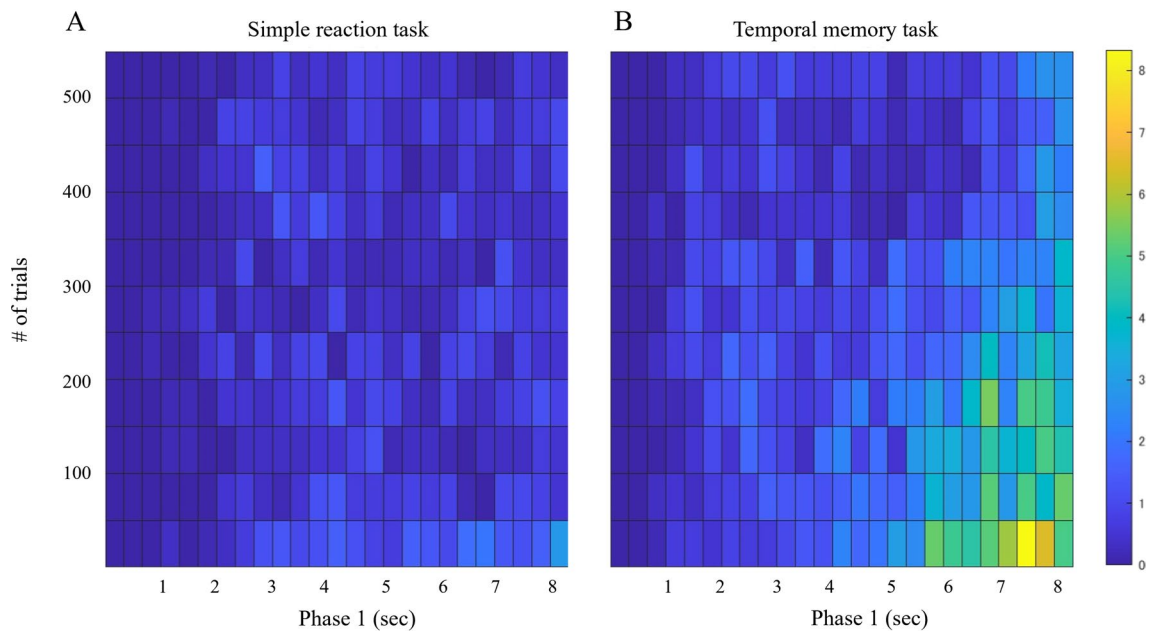 A
Simple reaction task
B
Temporal memory task
500
400
300
200
100
# of trials
1 2 3 4 5 6 7 8
Phase 1 (sec)
1 2 3 4 5 6 7 8
Phase 1 (sec)
8
7
6
5
4
3
2
1
0